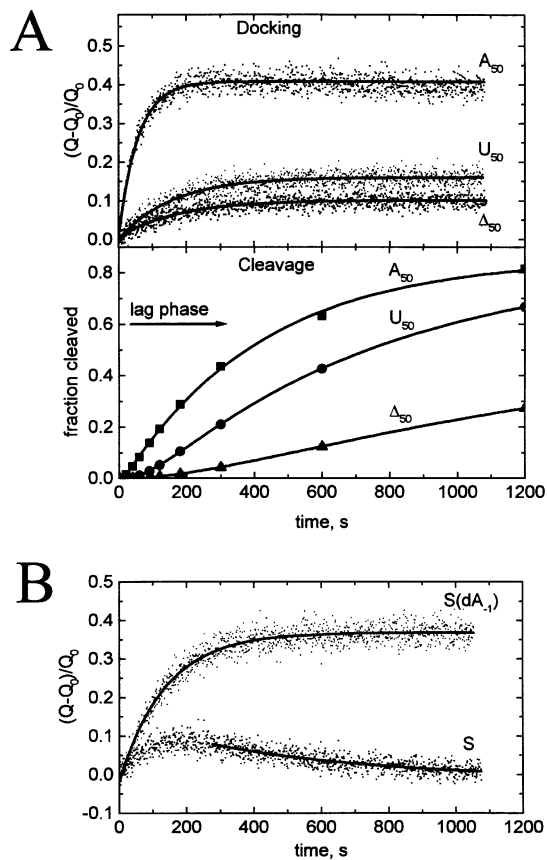 A
Docking
(Q-Q₀)/Q₀
0.5
0.4
0.3
0.2
0.1
0.0
A₅₀
U₅₀
Δ₅₀
Cleavage
lag phase
fraction cleaved
0.8
0.6
0.4
0.2
0.0
A₅₀
U₅₀
Δ₅₀
0 200 400 600 800 1000 1200
time, s
B
(Q-Q₀)/Q₀
0.5
0.4
0.3
0.2
0.1
0.0
-0.1
S(dA₋₁)
S
0 200 400 600 800 1000 1200
time, s